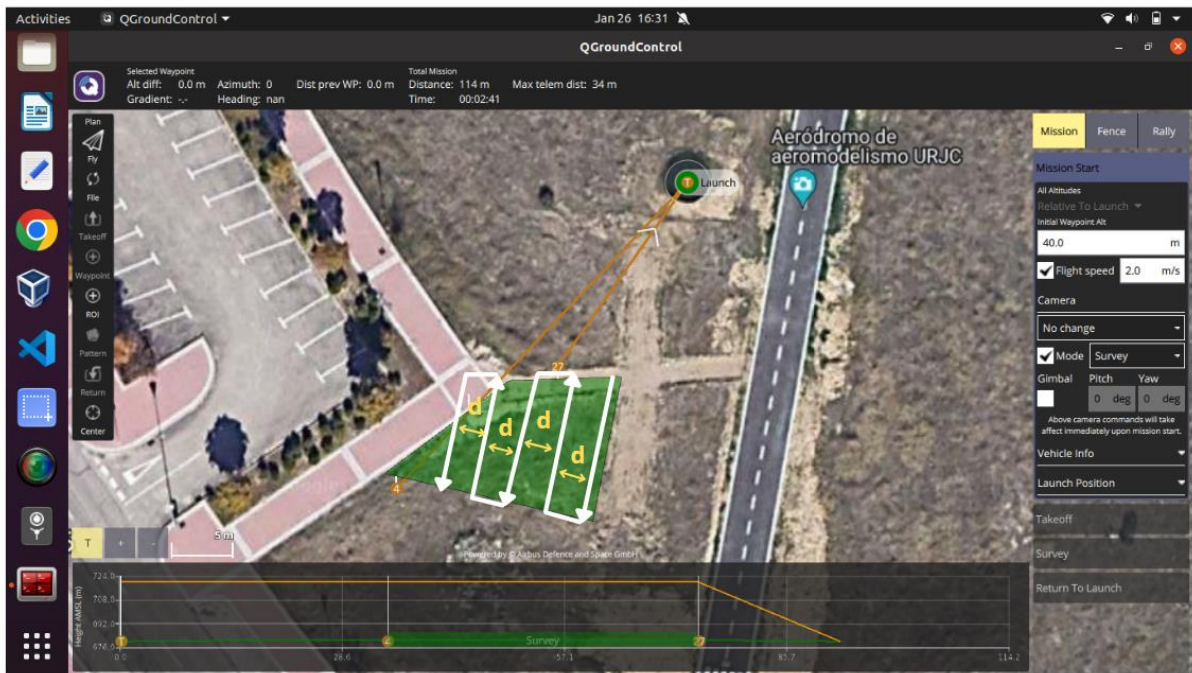 Activities
QGroundControl
Jan 26 16:31
QGroundControl
Selected Waypoint
Alt diff: 0.0 m Azimuth: 0 Dist prev WP: 0.0 m
Gradient: -.- Heading: nan
Total Mission
Distance: 114 m Max telem dist: 34 m
Time: 00:02:41
Plan
Fly
File
Takeoff
Waypoint
ROI
Pattern
Return
Center
Aeródromo de
aeromodelismo URJC
T Launch
27
d
d
d
d
4
T + -
5 m
Powered by © Airbus Defence and Space GmbH
Mission Fence Rally
Mission Start
All Altitudes
Relative To Launch
Initial Waypoint Alt
40.0 m
Flight speed 2.0 m/s
Camera
No change
Mode Survey
Gimbal Pitch Yaw
0 deg 0 deg
Above camera commands will take
affect immediately upon mission start.
Vehicle Info
Launch Position
Takeoff
Survey
Return To Launch
Height AMSL (m)
724.0
708.0
692.0
676.0
T 4 Survey 27
0.0 28.6 57.1 85.7 114.2